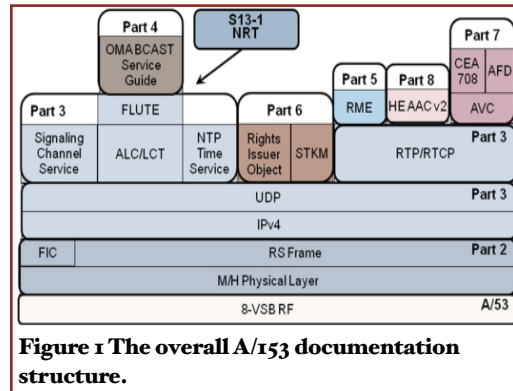 Part 4
OMA BCAST
Service
Guide
S13-1
NRT
Part 7
CEA
708
AFD
AVC
Part 5
RME
Part 8
HE AAC v2
Part 3
FLUTE
Signaling
Channel
Service
ALC/LCT
NTP
Time
Service
Part 6
Rights
Issuer
Object
STKM
Part 3
RTP/RTCP
UDP
Part 3
IPv4
FIC
RS Frame
Part 2
M/H Physical Layer
8-VSB RF
A/53
Figure 1 The overall A/153 documentation
structure.